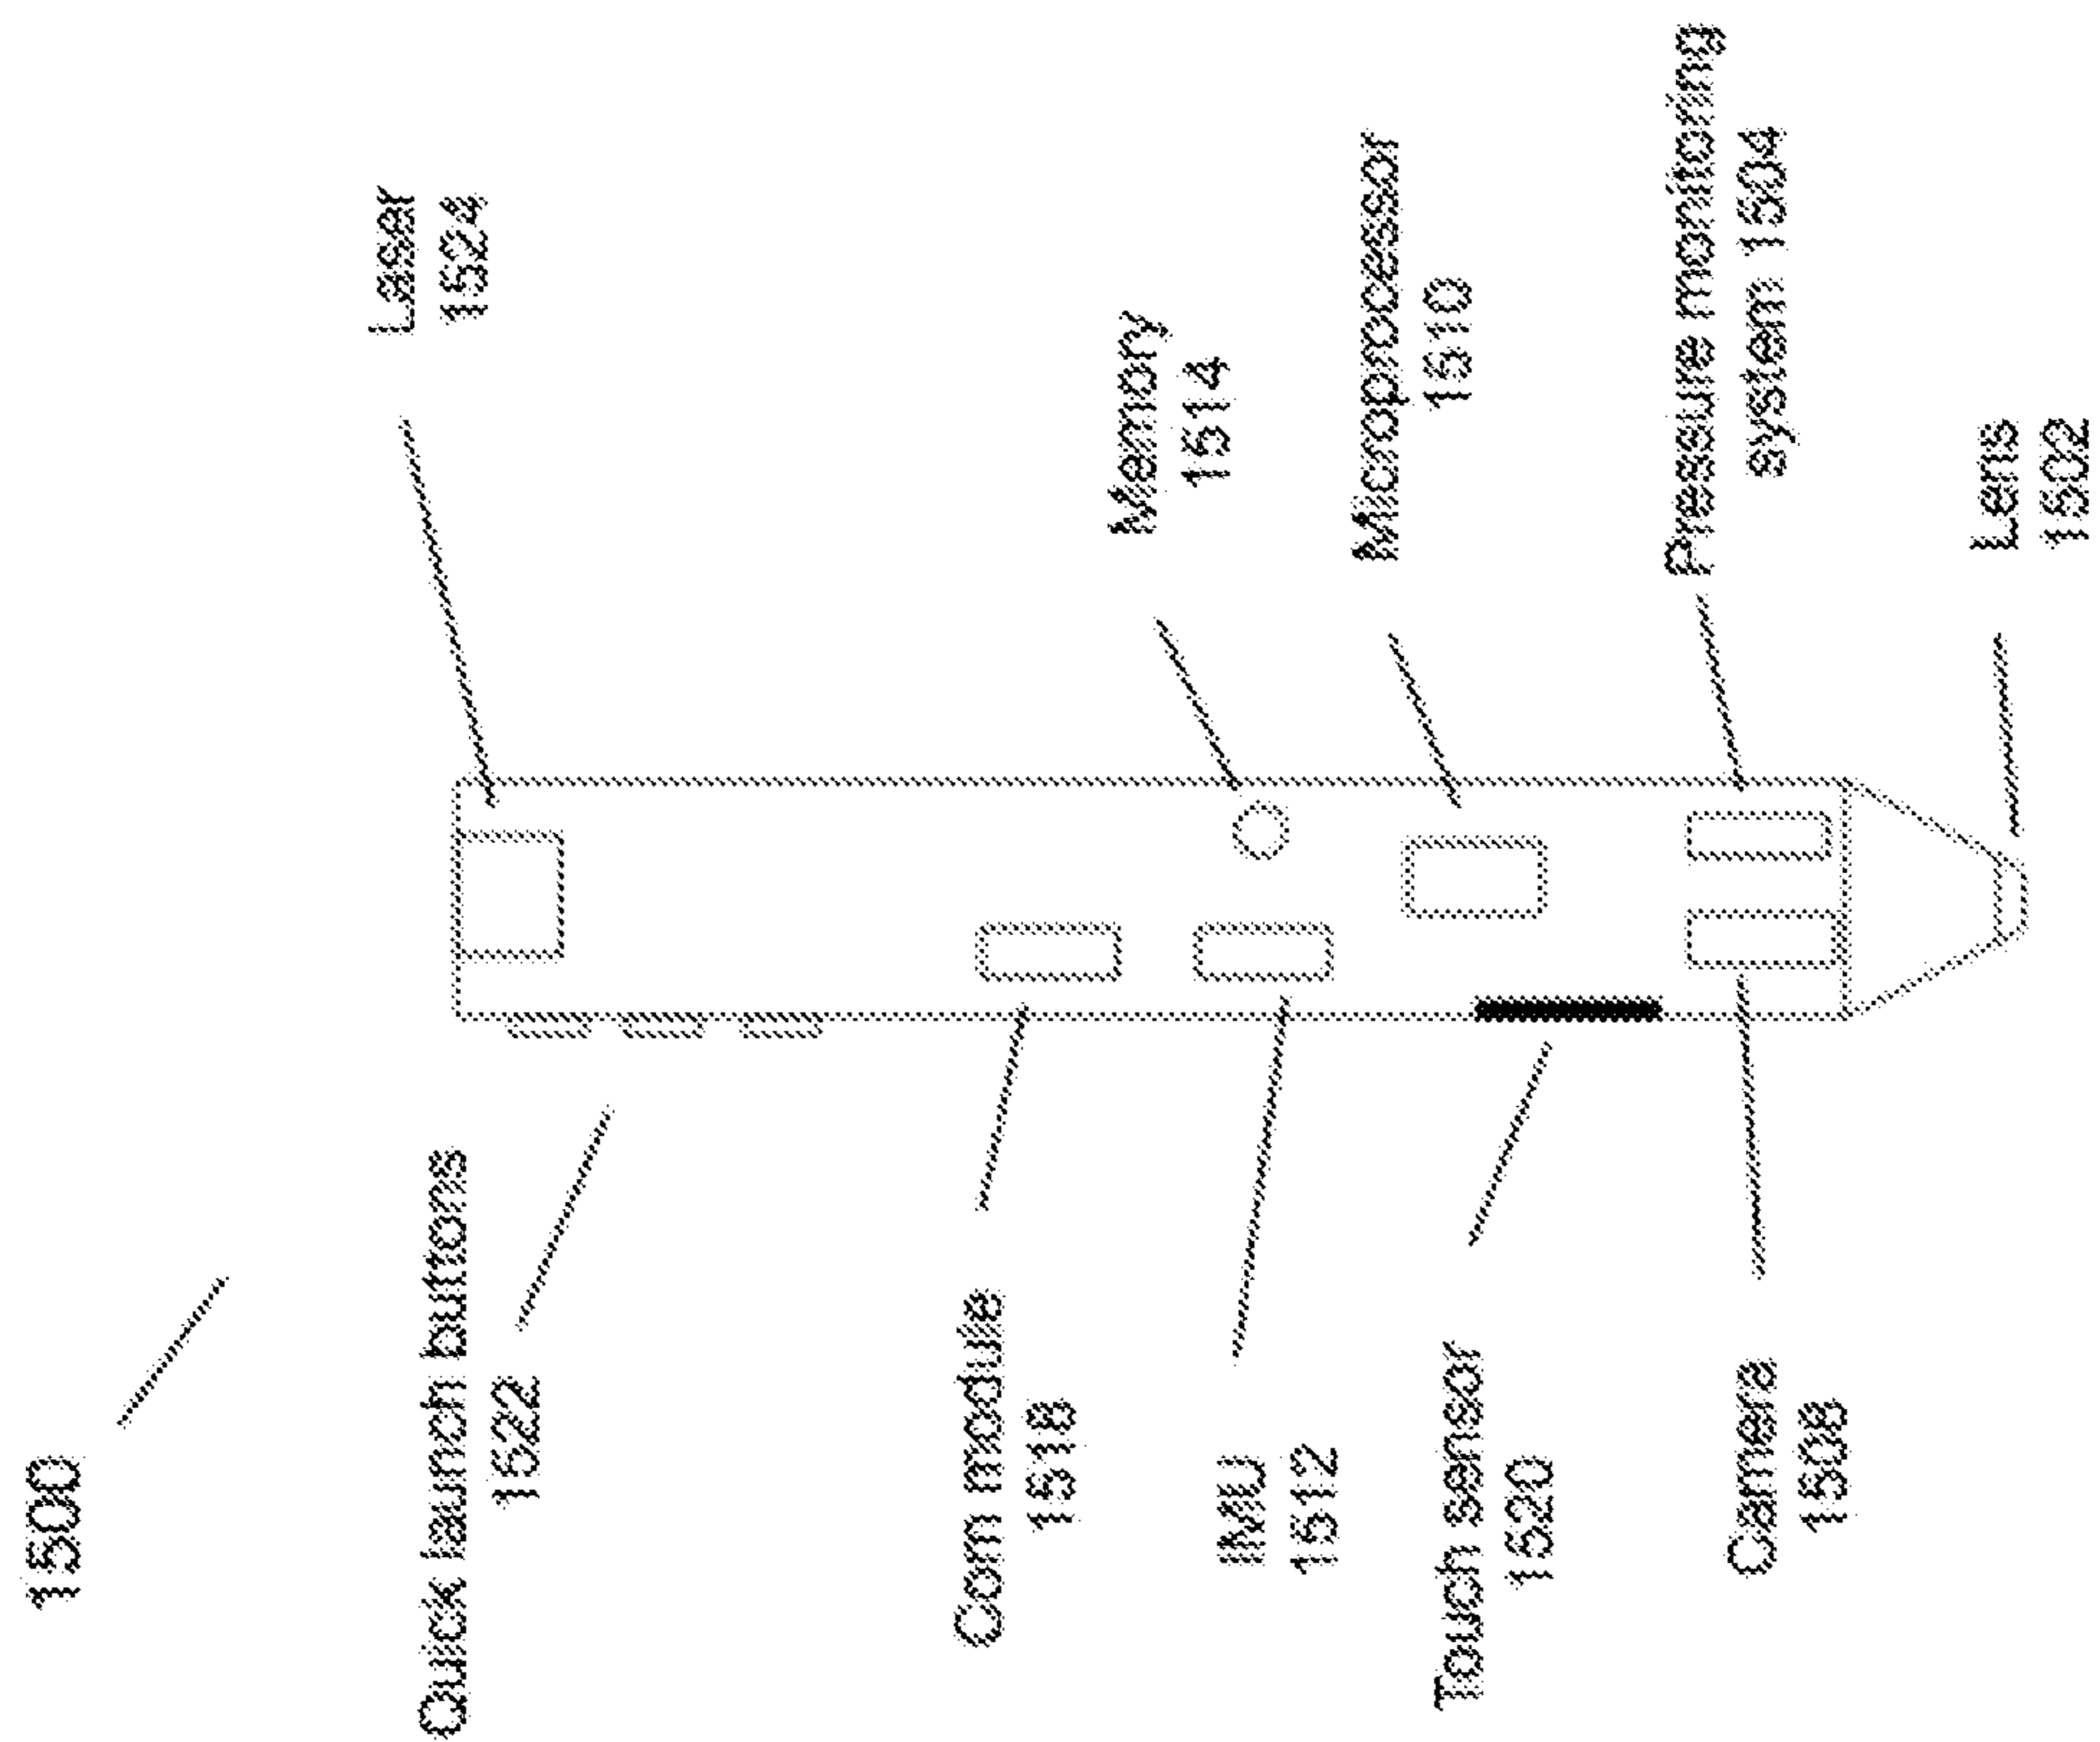 1500
Laser
1524
Quick launch buttons
1522
Com module
1518
Memory
1514
IMU
1512
Microprocessor
1510
Touch sensor
1520
Pressure monitoring
system 1504
Camera
1508
Lens
1502